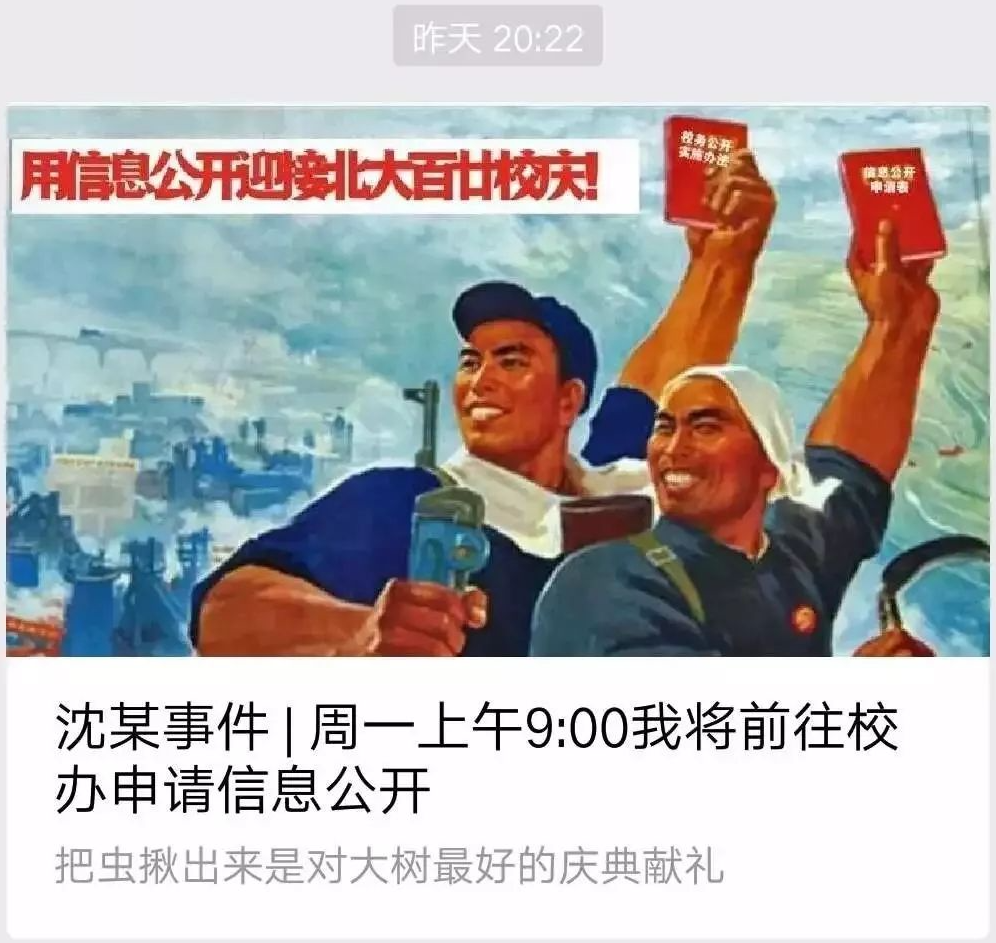 昨天 20:22
用信息公开迎接北大百廿校庆!
校务公开
实施办法
信息公开
申请表
沈某事件 | 周一上午9:00我将前往校
办申请信息公开
把虫揪出来是对大树最好的庆典献礼